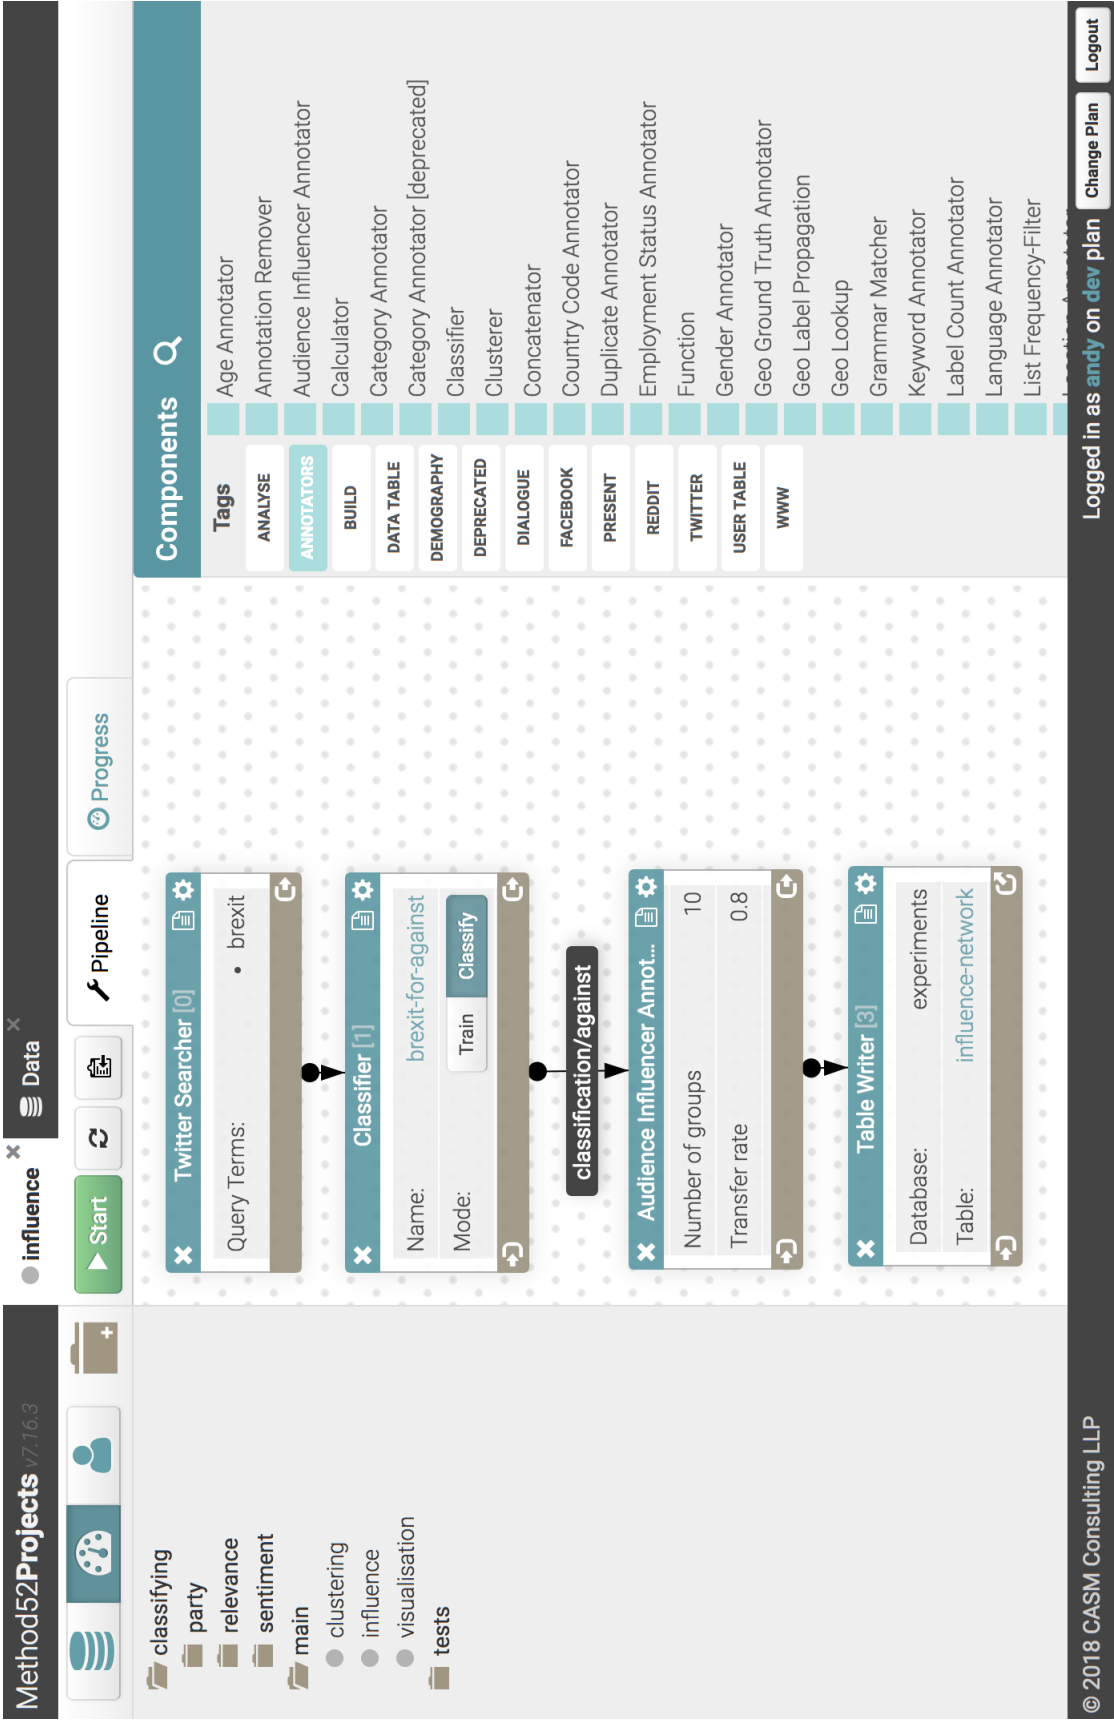 Method52Projects v7.16.3
influence
Data
Start
Pipeline
Progress
classifying
party
relevance
sentiment
main
clustering
influence
visualisation
tests
Twitter Searcher [0]
Query Terms:
• brexit
Classifier [1]
Name:
brexit-for-against
Mode:
Train
Classify
classification/against
Audience Influencer Annot...
Number of groups
10
Transfer rate
0.8
Table Writer [3]
Database:
experiments
Table:
influence-network
Components
Tags
ANALYSE
ANNOTATORS
BUILD
DATA TABLE
DEMOGRAPHY
DEPRECATED
DIALOGUE
FACEBOOK
PRESENT
REDDIT
TWITTER
USER TABLE
WWW
Age Annotator
Annotation Remover
Audience Influencer Annotator
Calculator
Category Annotator
Category Annotator [deprecated]
Classifier
Clusterer
Concatenator
Country Code Annotator
Duplicate Annotator
Employment Status Annotator
Function
Gender Annotator
Geo Ground Truth Annotator
Geo Label Propagation
Geo Lookup
Grammar Matcher
Keyword Annotator
Label Count Annotator
Language Annotator
List Frequency-Filter
© 2018 CASM Consulting LLP
Logged in as andy on dev plan
Change Plan
Logout